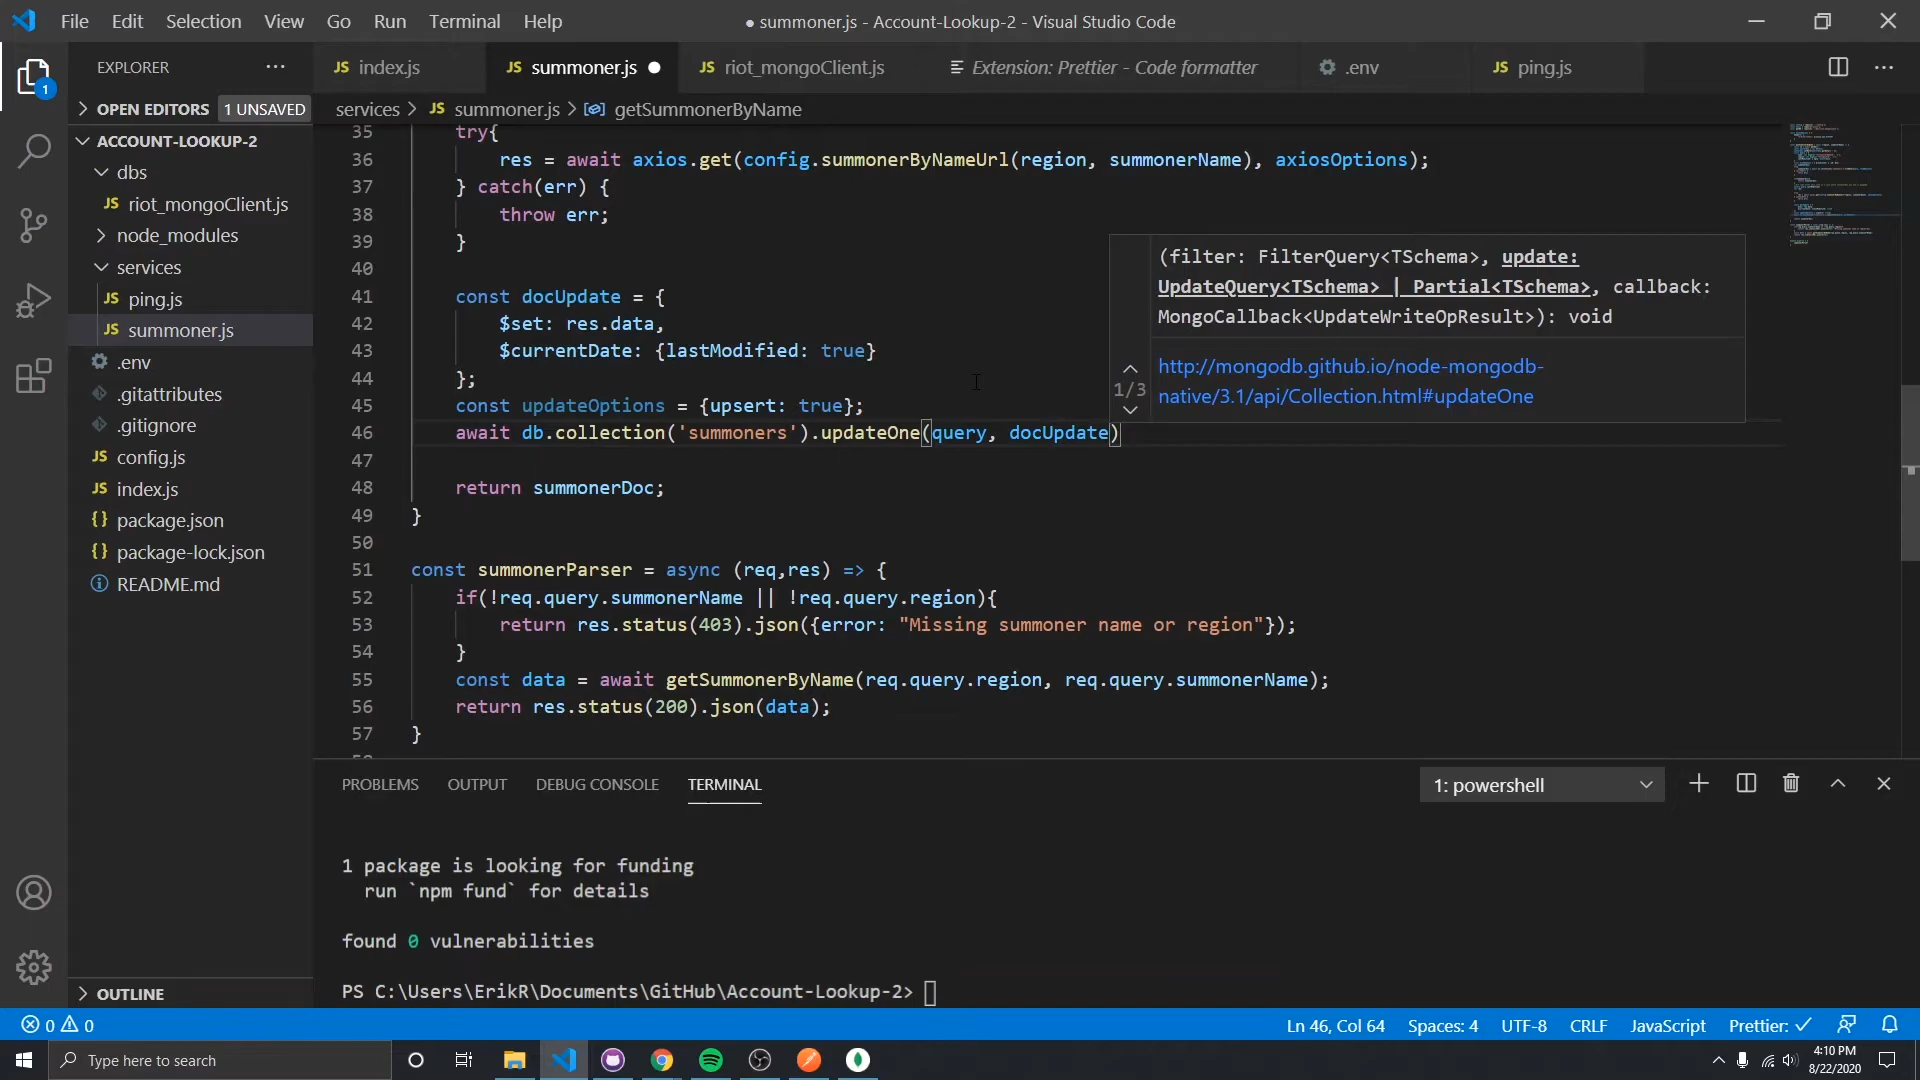 File Edit Selection View Go Run Terminal Help
● summoner.js - Account-Lookup-2 - Visual Studio Code
EXPLORER ···
JS index.js
JS summoner.js ●
JS riot_mongoClient.js
Extension: Prettier - Code formatter
.env
JS ping.js
1
OPEN EDITORS 1 UNSAVED
services > JS summoner.js > getSummonerByName
ACCOUNT-LOOKUP-2
dbs
JS riot_mongoClient.js
node_modules
services
JS ping.js
JS summoner.js
.env
.gitattributes
.gitignore
JS config.js
JS index.js
{} package.json
{} package-lock.json
README.md
OUTLINE
35 try{
36 res = await axios.get(config.summonerByNameUrl(region, summonerName), axiosOptions);
37 } catch(err) {
38 throw err;
39 }
40
41 const docUpdate = {
42 $set: res.data,
43 $currentDate: {lastModified: true}
44 };
45 const updateOptions = {upsert: true};
46 await db.collection('summoners').updateOne(query, docUpdate)
47
48 return summonerDoc;
49 }
50
51 const summonerParser = async (req,res) => {
52 if(!req.query.summonerName || !req.query.region){
53 return res.status(403).json({error: "Missing summoner name or region"});
54 }
55 const data = await getSummonerByName(req.query.region, req.query.summonerName);
56 return res.status(200).json(data);
57 }
(filter: FilterQuery<TSchema>, update:
UpdateQuery<TSchema> | Partial<TSchema>, callback:
MongoCallback<UpdateWriteOpResult>): void
1/3
http://mongodb.github.io/node-mongodb-
native/3.1/api/Collection.html#updateOne
PROBLEMS OUTPUT DEBUG CONSOLE TERMINAL
1: powershell
1 package is looking for funding
run `npm fund` for details
found 0 vulnerabilities
PS C:\Users\ErikR\Documents\GitHub\Account-Lookup-2>
0 0
Ln 46, Col 64 Spaces: 4 UTF-8 CRLF JavaScript Prettier: ✓
Type here to search
4:10 PM
8/22/2020